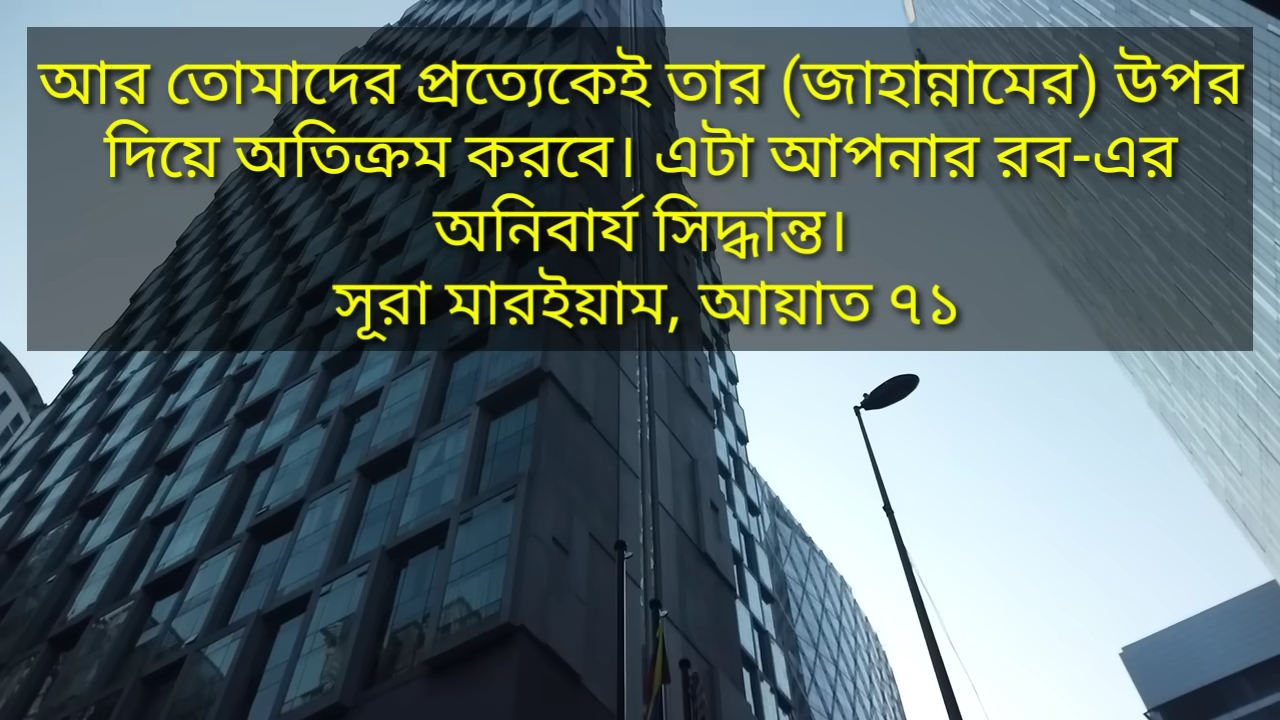 আর তোমাদের প্রত্যেকেই তার (জাহান্নামের) উপর
দিয়ে অতিক্রম করবে। এটা আপনার রব-এর
অনিবার্য সিদ্ধান্ত।
সূরা মারইয়াম, আয়াত ৭১